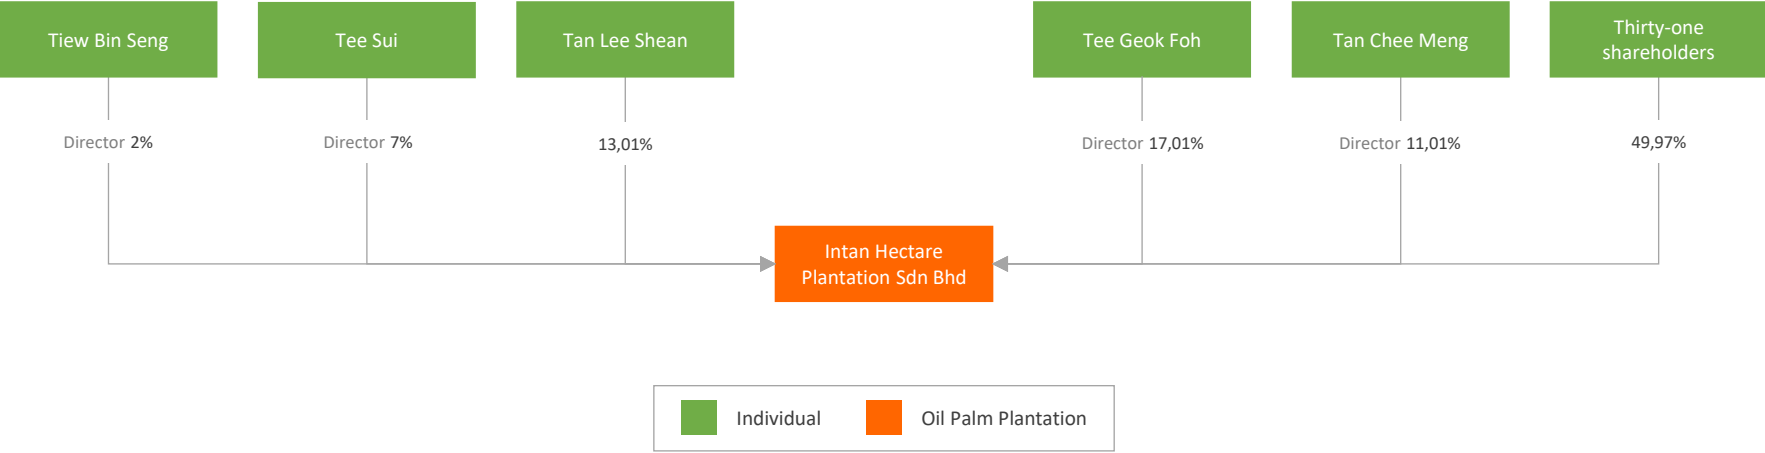 Tiew Bin Seng
Tee Sui
Tan Lee Shean
Tee Geok Foh
Tan Chee Meng
Thirty-one
shareholders
Director 2%
Director 7%
13,01%
Director 17,01%
Director 11,01%
49,97%
Intan Hectare
Plantation Sdn Bhd
Individual
Oil Palm Plantation